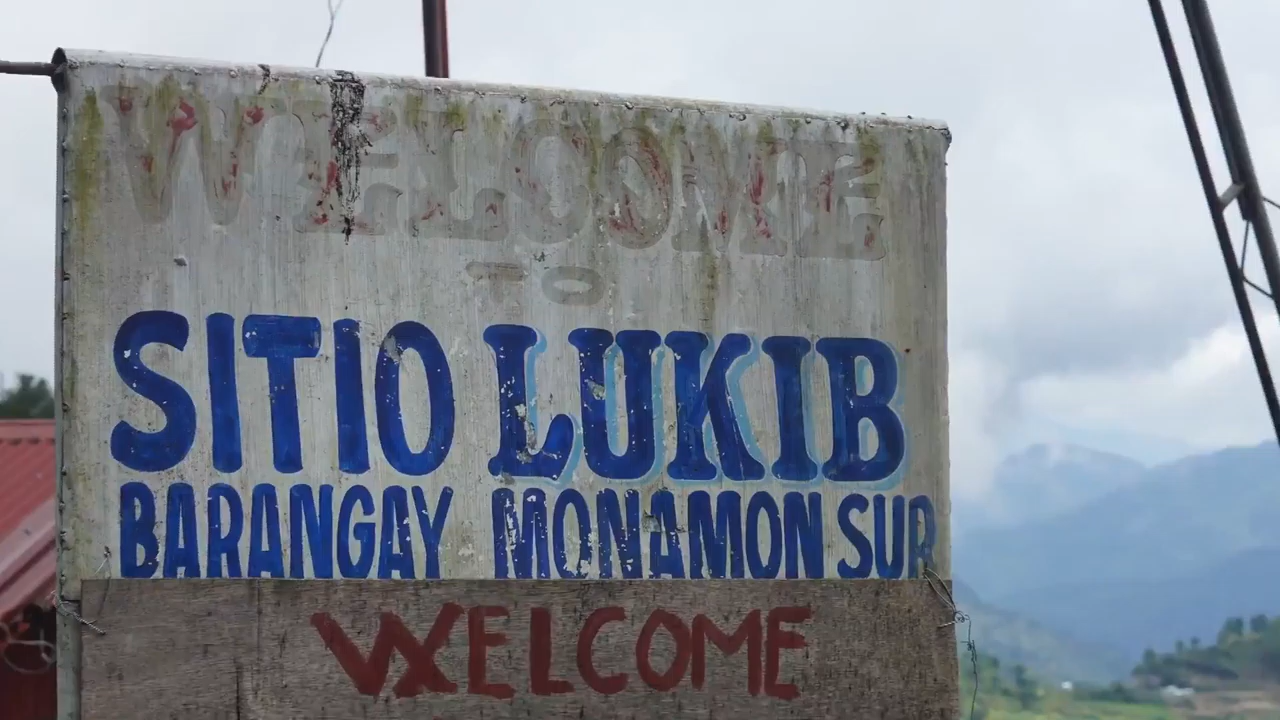 WELCOME
TO
SITIO LUKIB
BARANGAY MONAMON SUR
WELCOME